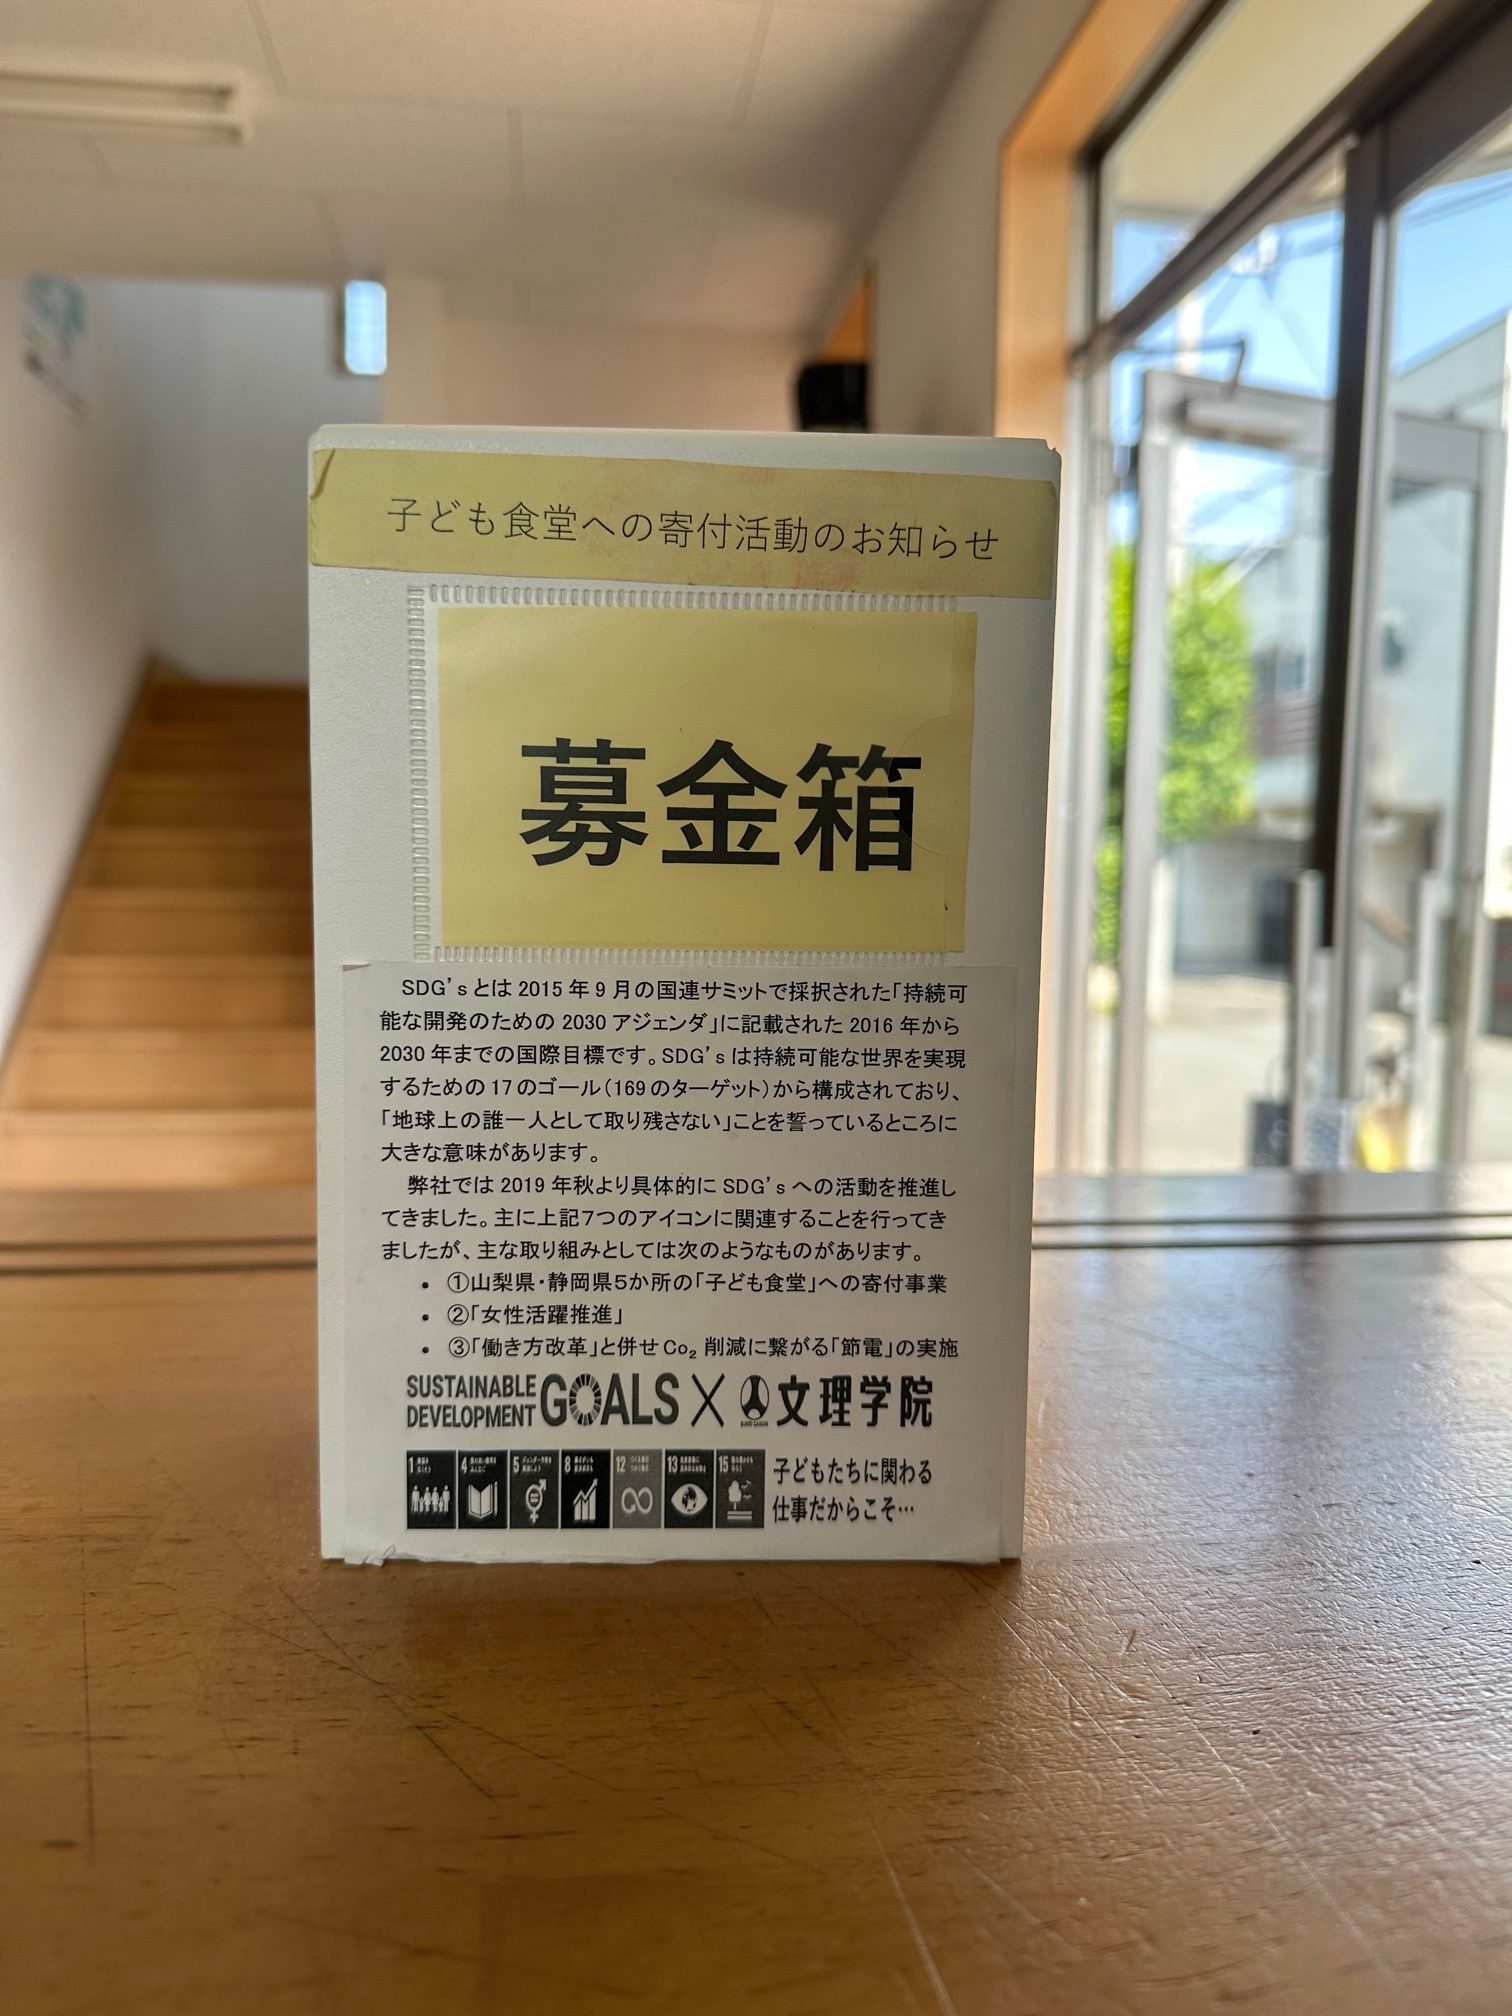 子ども食堂への寄付活動のお知らせ
募金箱
SDG'sとは2015年9月の国連サミットで採択された「持続可
能な開発のための2030アジェンダ」に記載された2016年から
2030年までの国際目標です。SDG'sは持続可能な世界を実現
するための17のゴール(169のターゲット)から構成されており、
「地球上の誰一人として取り残さない」ことを誓っているところに
大きな意味があります。
弊社では2019年秋より具体的にSDG'sへの活動を推進し
てきました。主に上記7つのアイコンに関連することを行ってき
ましたが、主な取り組みとしては次のようなものがあります。
・ ①山梨県・静岡県5か所の「子ども食堂」への寄付事業
・ ②「女性活躍推進」
・ ③「働き方改革」と併せCo₂削減に繋がる「節電」の実施
SUSTAINABLE
DEVELOPMENT GOALS × 文理学院
1 4 5 8 12 13 15
子どもたちに関わる
仕事だからこそ…